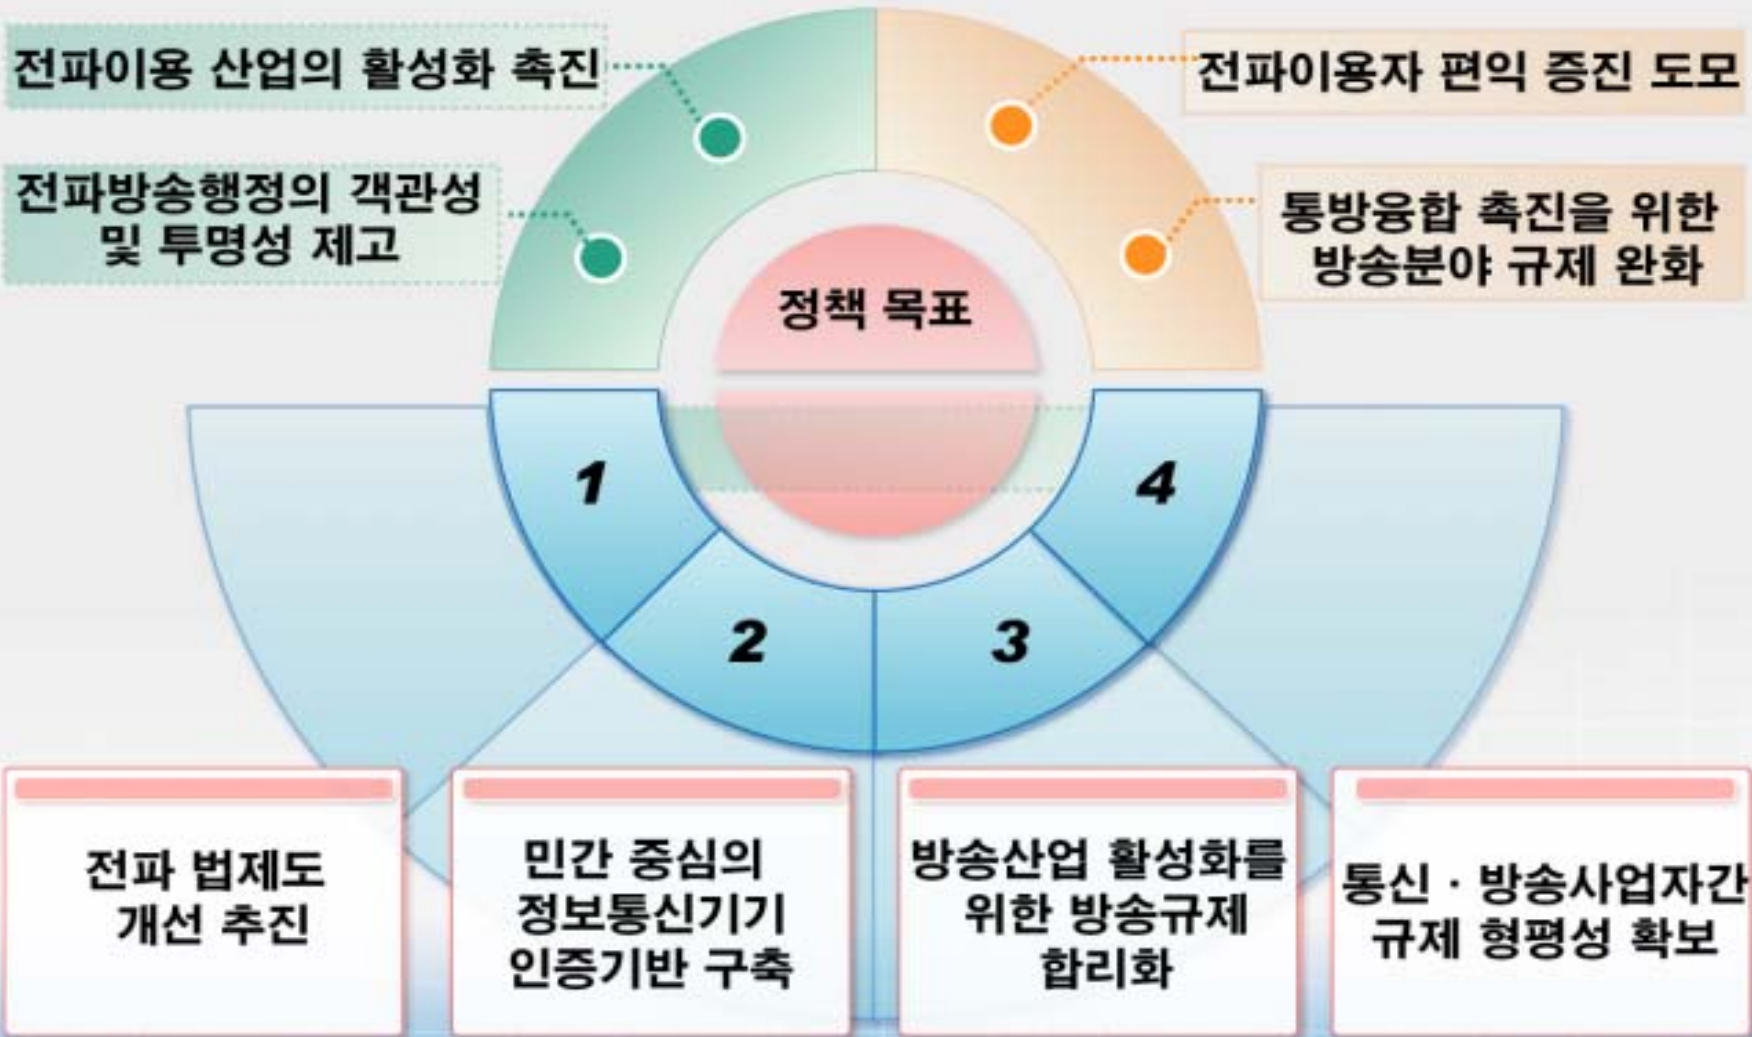 전파이용 산업의 활성화 촉진
전파이용자 편익 증진 도모
전파방송행정의 객관성
및 투명성 제고
통방융합 촉진을 위한
방송분야 규제 완화
정책 목표
1
2
3
4
전파 법제도
개선 추진
민간 중심의
정보통신기기
인증기반 구축
방송산업 활성화를
위한 방송규제
합리화
통신 · 방송사업자간
규제 형평성 확보